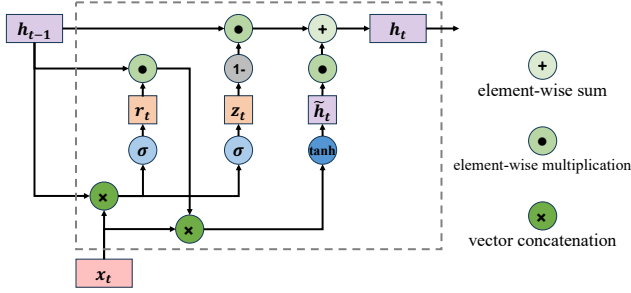 h_{t-1}
h_t
+
1-
r_t
z_t
h̃_t
σ
σ
tanh
×
×
x_t
+
element-wise sum
element-wise multiplication
×
vector concatenation